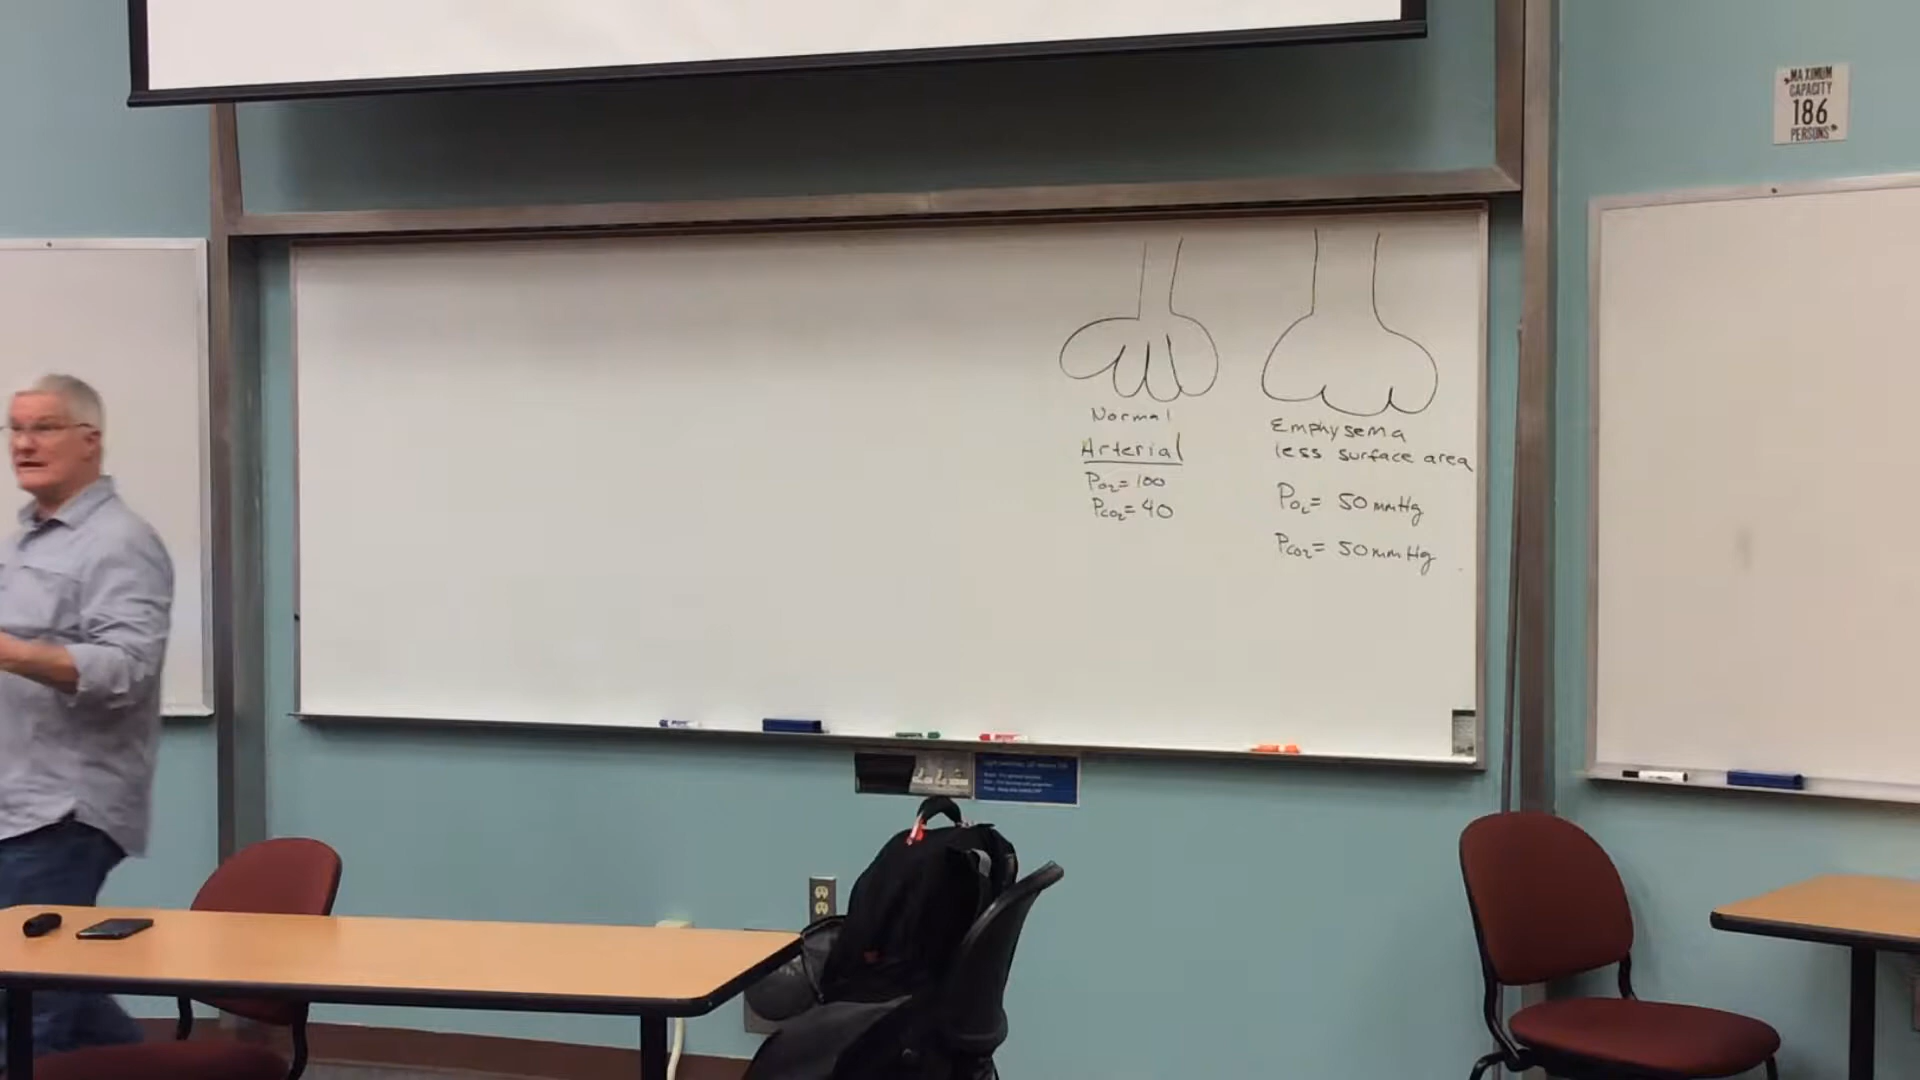 MAXIMUM
CAPACITY
186
PERSONS
Normal
Arterial
Po₂= 100
Pco₂= 40
Emphysema
less surface area
Po₂= 50 mmHg
Pco₂= 50 mmHg